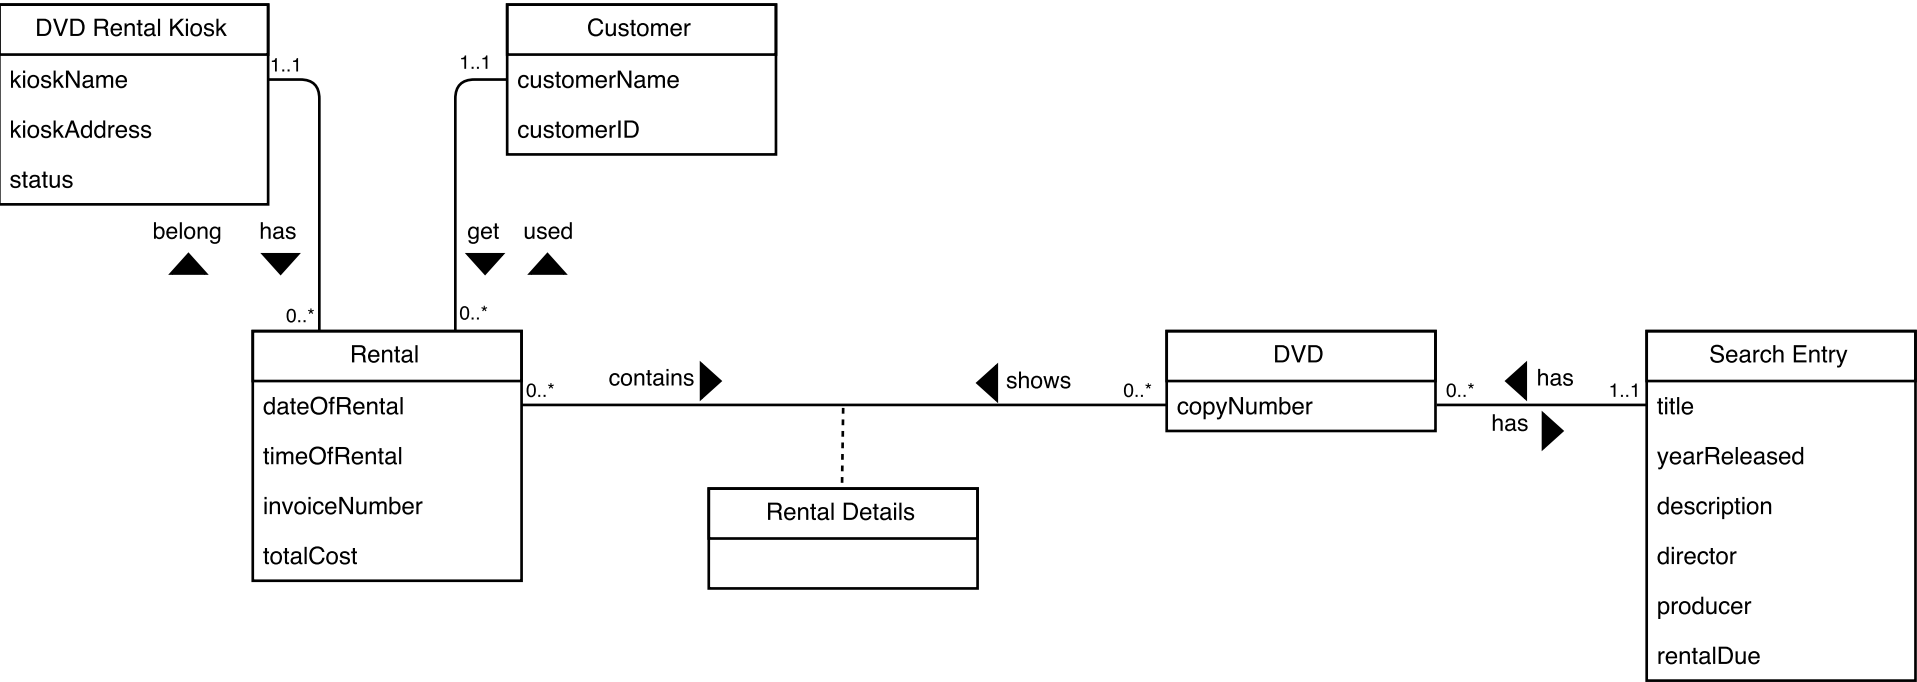 DVD Rental Kiosk
kioskName
kioskAddress
status
1..1
Customer
customerName
customerID
1..1
belong
has
get
used
0..*
0..*
Rental
dateOfRental
timeOfRental
invoiceNumber
totalCost
0..*
contains
shows
0..*
Rental Details
DVD
copyNumber
0..*
has
1..1
has
Search Entry
title
yearReleased
description
director
producer
rentalDue